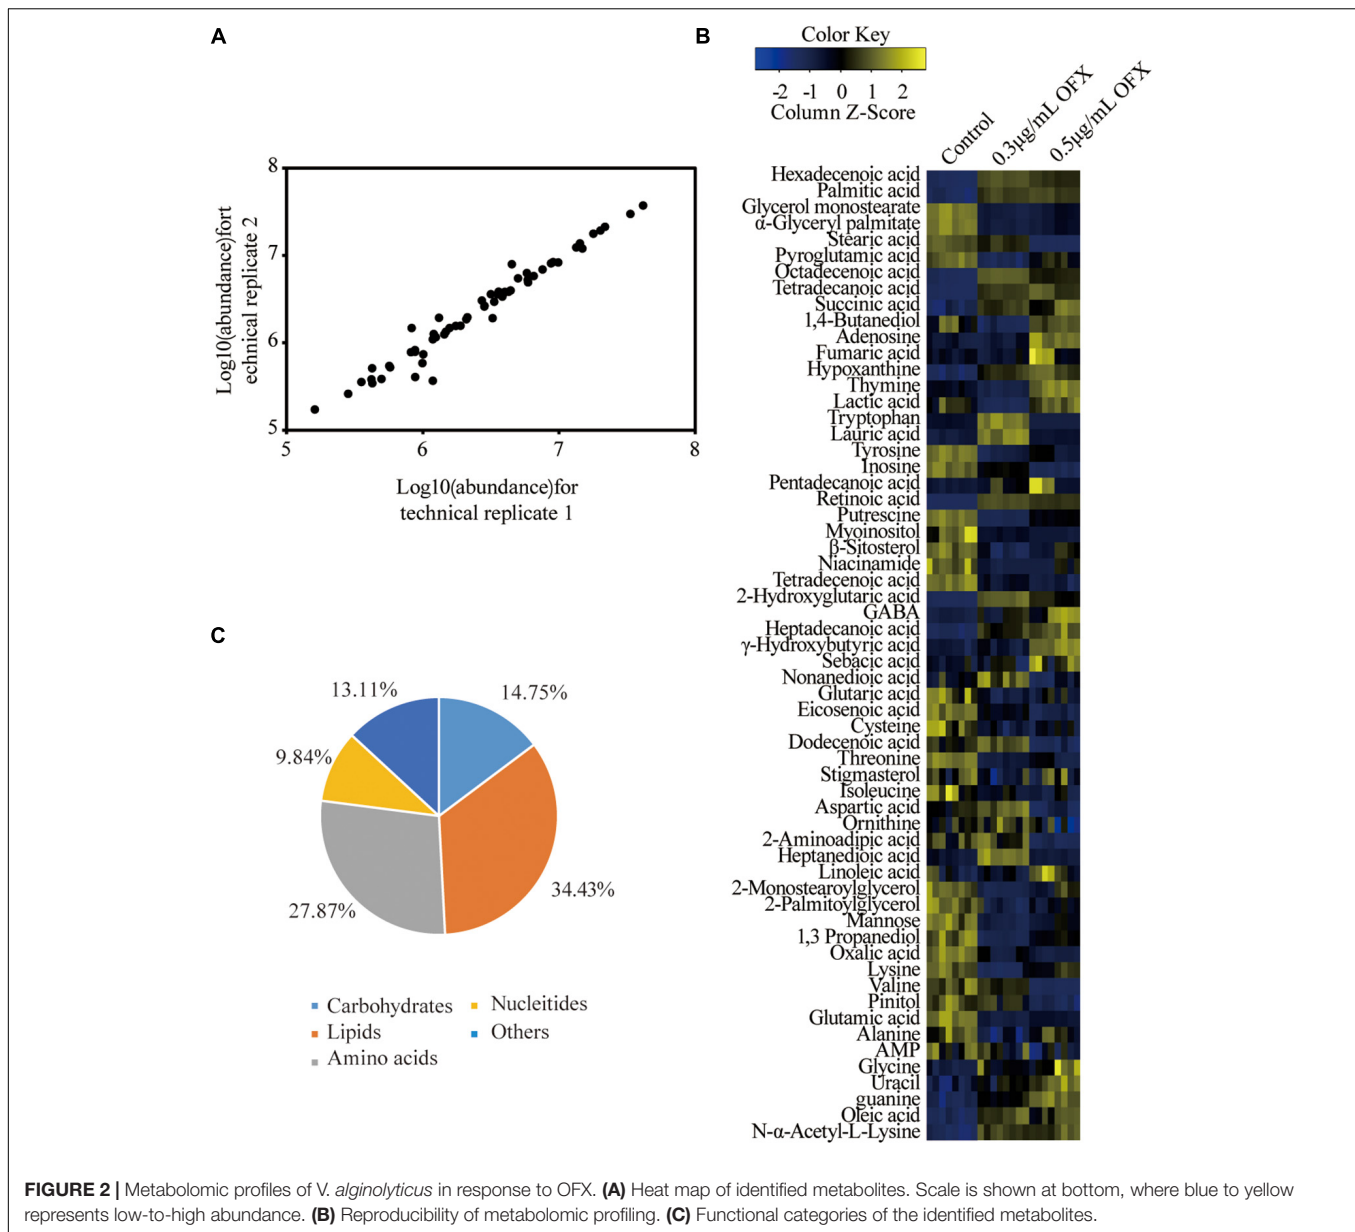 A
8
7
6
5
5
6
7
8
Log10(abundance)fort
echnical replicate 2
Log10(abundance)for
technical replicate 1
B
Color Key
-2 -1 0 1 2
Column Z-Score
Control
0.3μg/mL OFX
0.5μg/mL OFX
Hexadecenoic acid
Palmitic acid
Glycerol monostearate
α-Glyceryl palmitate
Stearic acid
Pyroglutamic acid
Octadecenoic acid
Tetradecanoic acid
Succinic acid
1,4-Butanediol
Adenosine
Fumaric acid
Hypoxanthine
Thymine
Lactic acid
Tryptophan
Lauric acid
Tyrosine
Inosine
Pentadecanoic acid
Retinoic acid
Putrescine
Myoinositol
β-Sitosterol
Niacinamide
Tetradecenoic acid
2-Hydroxyglutaric acid
GABA
Heptadecanoic acid
γ-Hydroxybutyric acid
Sebacic acid
Nonanedioic acid
Glutaric acid
Eicosenoic acid
Cysteine
Dodecenoic acid
Threonine
Stigmasterol
Isoleucine
Aspartic acid
Ornithine
2-Aminoadipic acid
Heptanedioic acid
Linoleic acid
2-Monostearoylglycerol
2-Palmitoylglycerol
Mannose
1,3 Propanediol
Oxalic acid
Lysine
Valine
Pinitol
Glutamic acid
Alanine
AMP
Glycine
Uracil
guanine
Oleic acid
N-α-Acetyl-L-Lysine
C
13.11%
14.75%
9.84%
34.43%
27.87%
Carbohydrates
Nucleitides
Lipids
Others
Amino acids
FIGURE 2 | Metabolomic profiles of V. alginolyticus in response to OFX. (A) Heat map of identified metabolites. Scale is shown at bottom, where blue to yellow
represents low-to-high abundance. (B) Reproducibility of metabolomic profiling. (C) Functional categories of the identified metabolites.